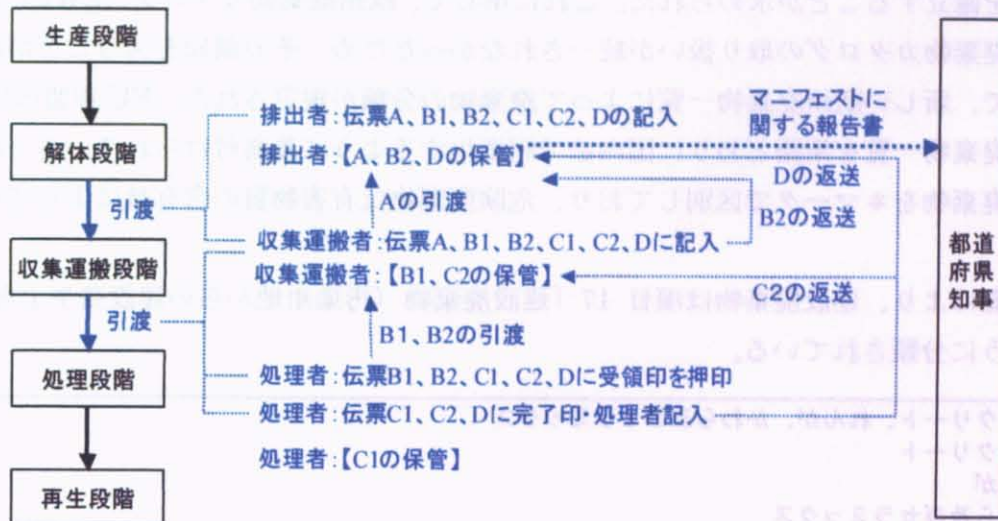 生産段階
解体段階
引渡
収集運搬段階
引渡
処理段階
再生段階
排出者:伝票A、B1、B2、C1、C2、Dの記入
排出者:【A、B2、Dの保管】
Aの引渡
収集運搬者:伝票A、B1、B2、C1、C2、Dに記入
収集運搬者:【B1、C2の保管】
B1、B2の引渡
処理者:伝票B1、B2、C1、C2、Dに受領印を押印
処理者:伝票C1、C2、Dに完了印・処理者記入
処理者:【C1の保管】
マニフェストに
関する報告書
Dの返送
B2の返送
C2の返送
都道
府県
知事